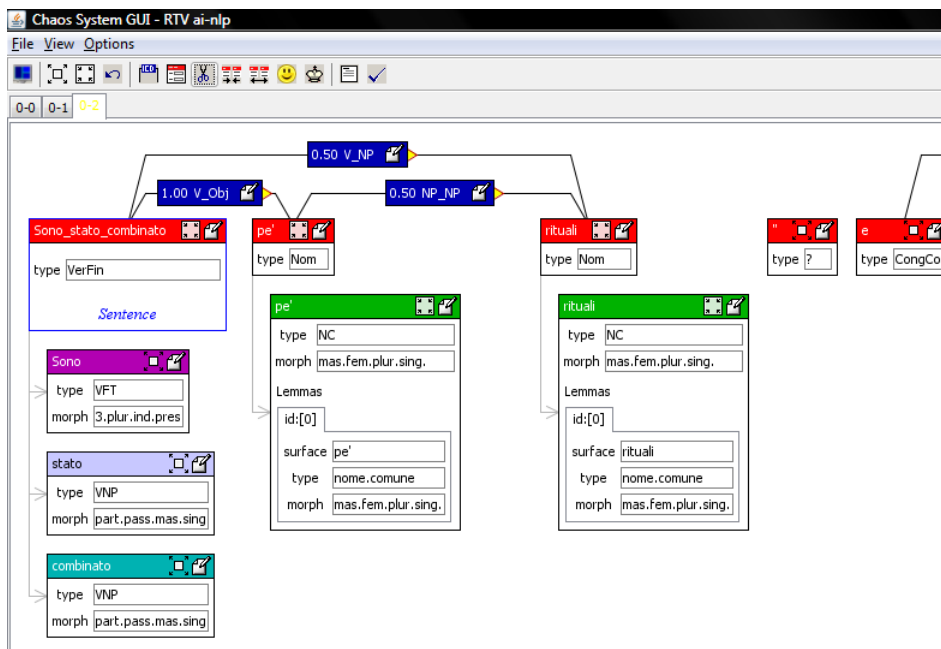 Chaos System GUI - RTV ai-nlp
File View Options
0-0 0-1 0-2
0.50 V_NP
1.00 V_Obj
0.50 NP_NP
Sono_stato_combinato
type VerFin
Sentence
pe'
type Nom
rituali
type Nom
"
type ?
e
type CongCo
Sono
type VFT
morph 3.plur.ind.pres
stato
type VNP
morph part.pass.mas.sing
combinato
type VNP
morph part.pass.mas.sing
pe'
type NC
morph mas.fem.plur.sing.
Lemmas
id:[0]
surface pe'
type nome.comune
morph mas.fem.plur.sing.
rituali
type NC
morph mas.fem.plur.sing.
Lemmas
id:[0]
surface rituali
type nome.comune
morph mas.fem.plur.sing.